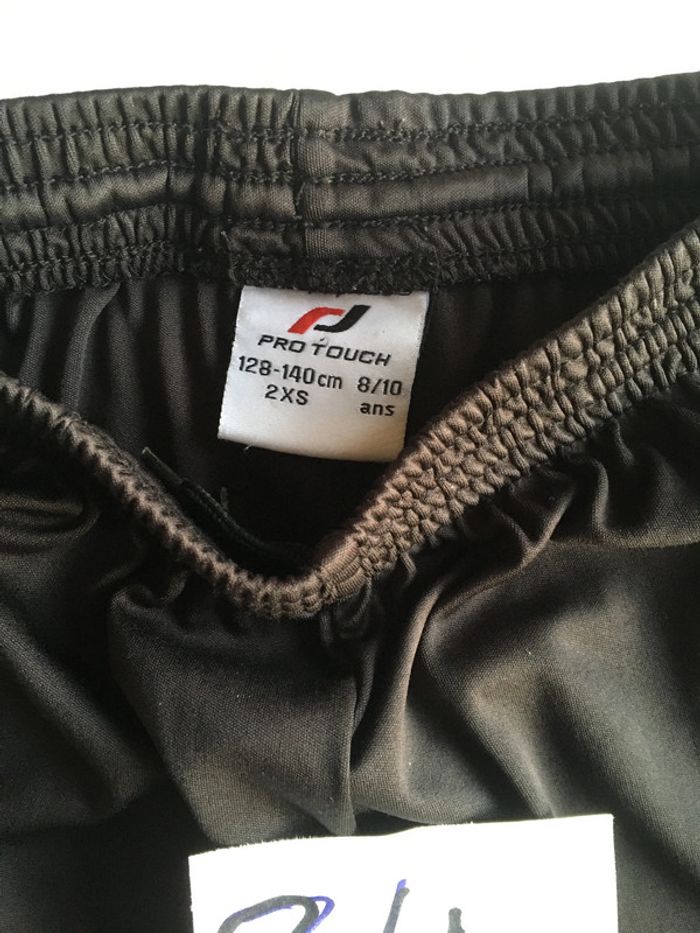 PRO TOUCH
128-140cm 8/10
2XS ans